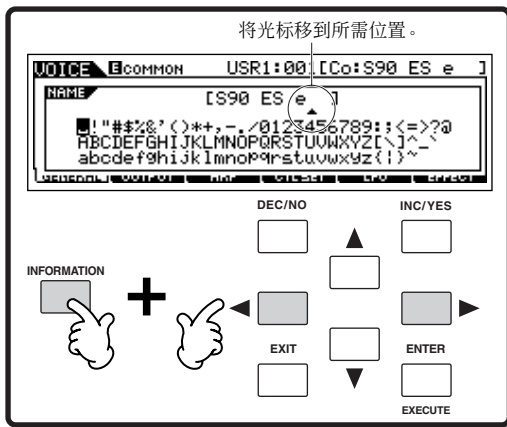 将光标移到所需位置。
VOICE E COMMON USR1:001[Co:S90 ES e ]
NAME
[S90 ES e ]
!"#$%&'()*+,-./0123456789:;<=>?@
ABCDEFGHIJKLMNOPQRSTUVWXYZ[\]^_`
abcdefghijklmnopqrstuvwxyz{|}~
GENERAL OUTPUT ARP CTLSET LFO EFFECT
DEC/NO INC/YES
INFORMATION
+
EXIT ENTER
EXECUTE